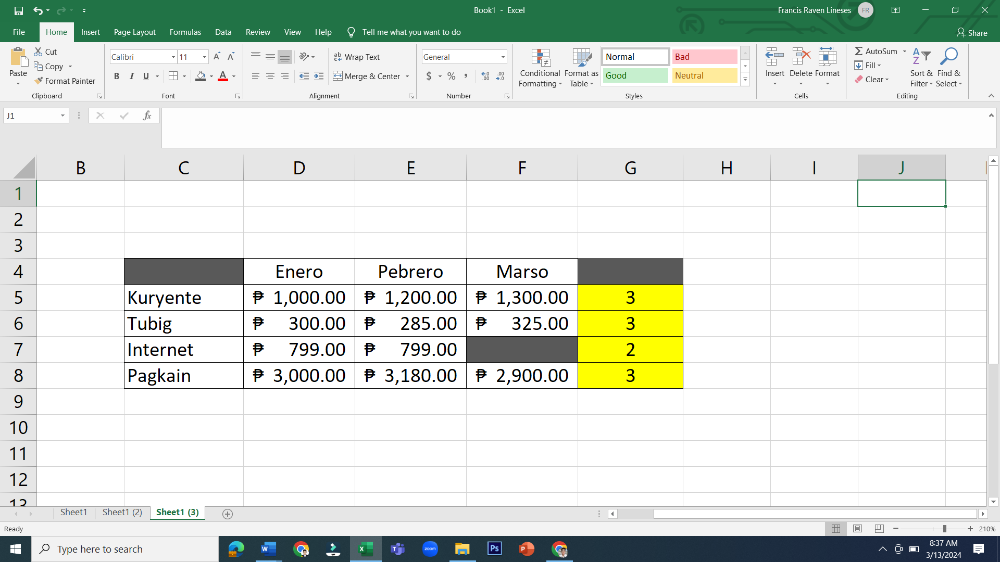 Book1 - Excel
Francis Raven Lineses FR
File Home Insert Page Layout Formulas Data Review View Help Tell me what you want to do Share
Paste Cut Copy Format Painter Clipboard
Calibri 11 A A B I U A Font
ab Wrap Text Merge & Center Alignment
General $ % , Number
Conditional Formatting Format as Table Normal Bad Good Neutral Styles
Insert Delete Format Cells
AutoSum Fill Clear Sort & Filter Find & Select Editing
J1 fx
B C D E F G H I J
1
2
3
4 Enero Pebrero Marso
5 Kuryente ₱ 1,000.00 ₱ 1,200.00 ₱ 1,300.00 3
6 Tubig ₱ 300.00 ₱ 285.00 ₱ 325.00 3
7 Internet ₱ 799.00 ₱ 799.00 2
8 Pagkain ₱ 3,000.00 ₱ 3,180.00 ₱ 2,900.00 3
9
10
11
12
13
Sheet1 Sheet1 (2) Sheet1 (3)
Ready 210%
Type here to search W X T zoom Ps P 8:37 AM
3/13/2024